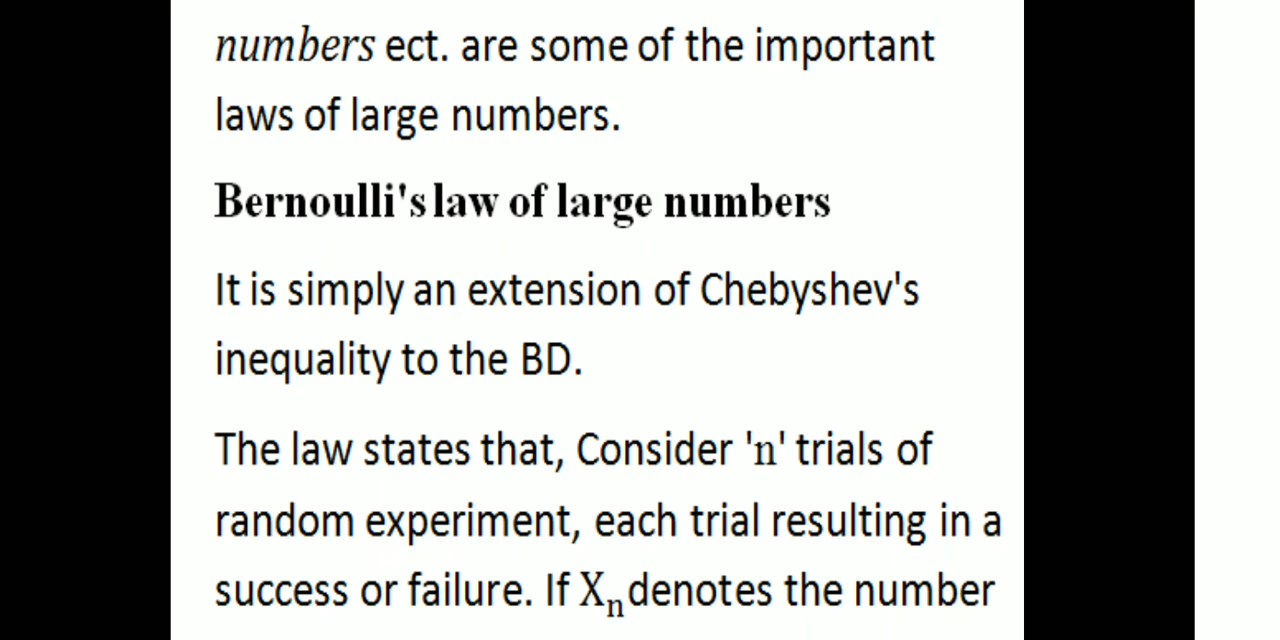 numbers ect. are some of the important
laws of large numbers.
Bernoulli's law of large numbers
It is simply an extension of Chebyshev's
inequality to the BD.
The law states that, Consider 'n' trials of
random experiment, each trial resulting in a
success or failure. If Xₙ denotes the number